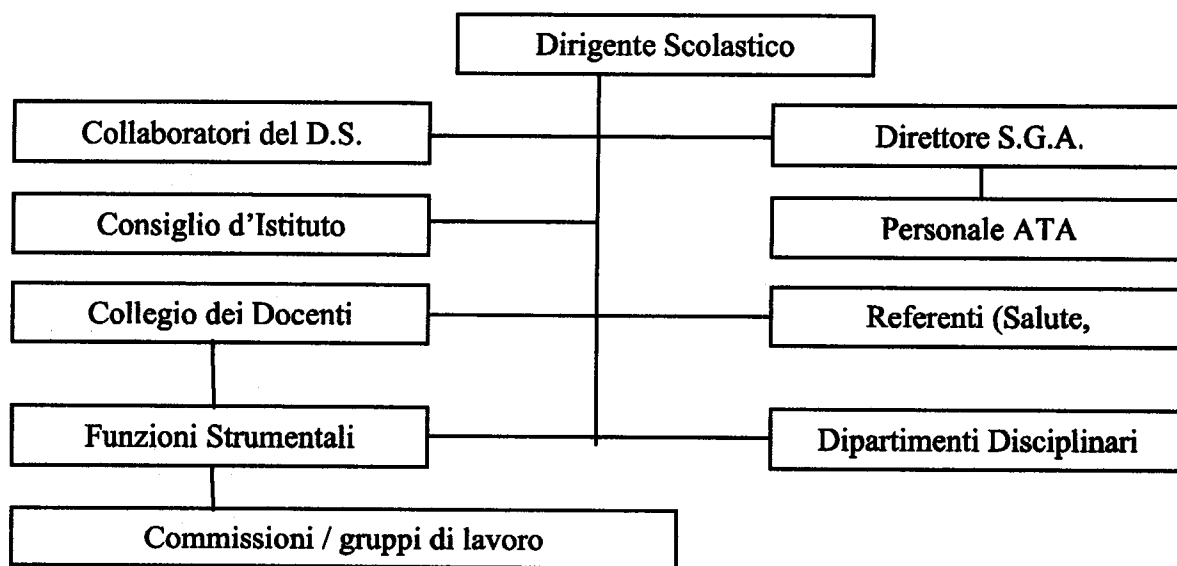 Dirigente Scolastico
Collaboratori del D.S.
Direttore S.G.A.
Consiglio d'Istituto
Personale ATA
Collegio dei Docenti
Referenti (Salute,
Funzioni Strumentali
Dipartimenti Disciplinari
Commissioni / gruppi di lavoro